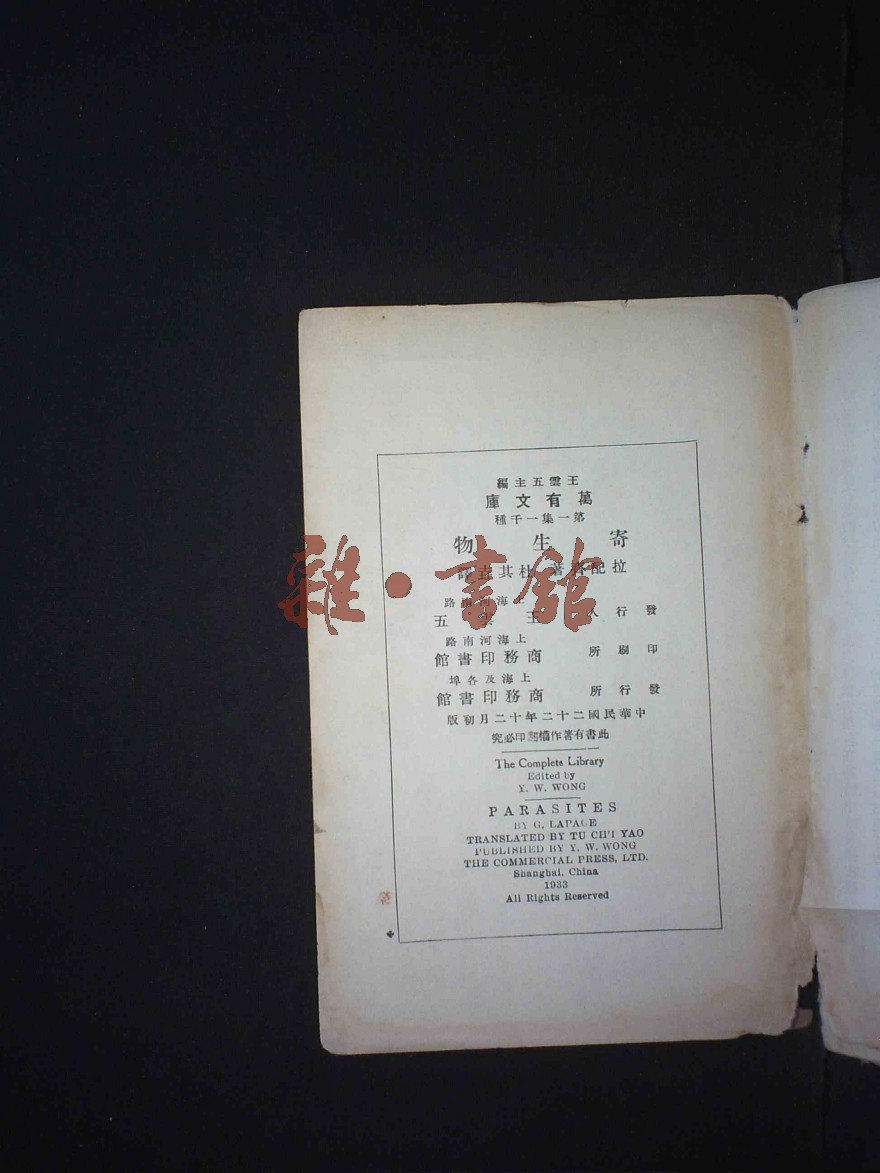 王雲五主編
萬有文庫
第一集一千種
寄生物
拉配容著 杜其垚譯
發行人 上海河南路
王雲五
印刷所 上海河南路
商務印書館
發行所 上海及各埠
商務印書館
中華民國二十二年十二月初版
此書有著作權翻印必究
The Complete Library
Edited by
Y. W. WONG
PARASITES
BY G. LAPAGE
TRANSLATED BY TU CH'I YAO
PUBLISHED BY Y. W. WONG
THE COMMERCIAL PRESS, LTD.
Shanghai, China
1933
All Rights Reserved
雜·書館